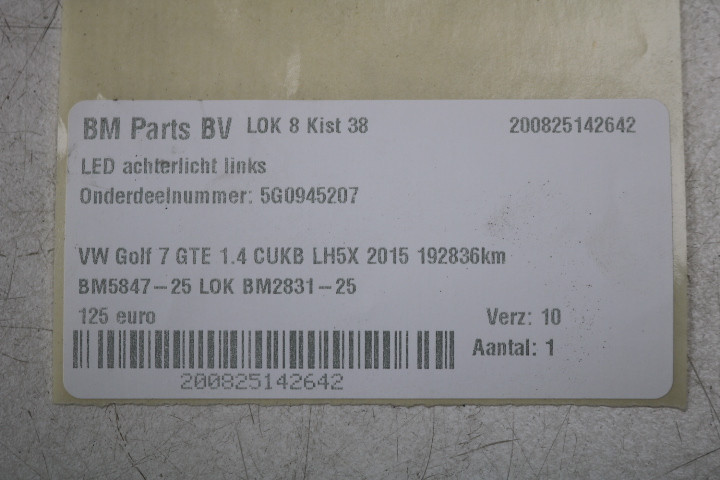 BM Parts BV LOK 8 Kist 38 200825142642
LED achterlicht links
Onderdeelnummer: 5G0945207
VW Golf 7 GTE 1.4 CUKB LH5X 2015 192836km
BM5847-25 LOK BM2831-25
125 euro Verz: 10
Aantal: 1
200825142642